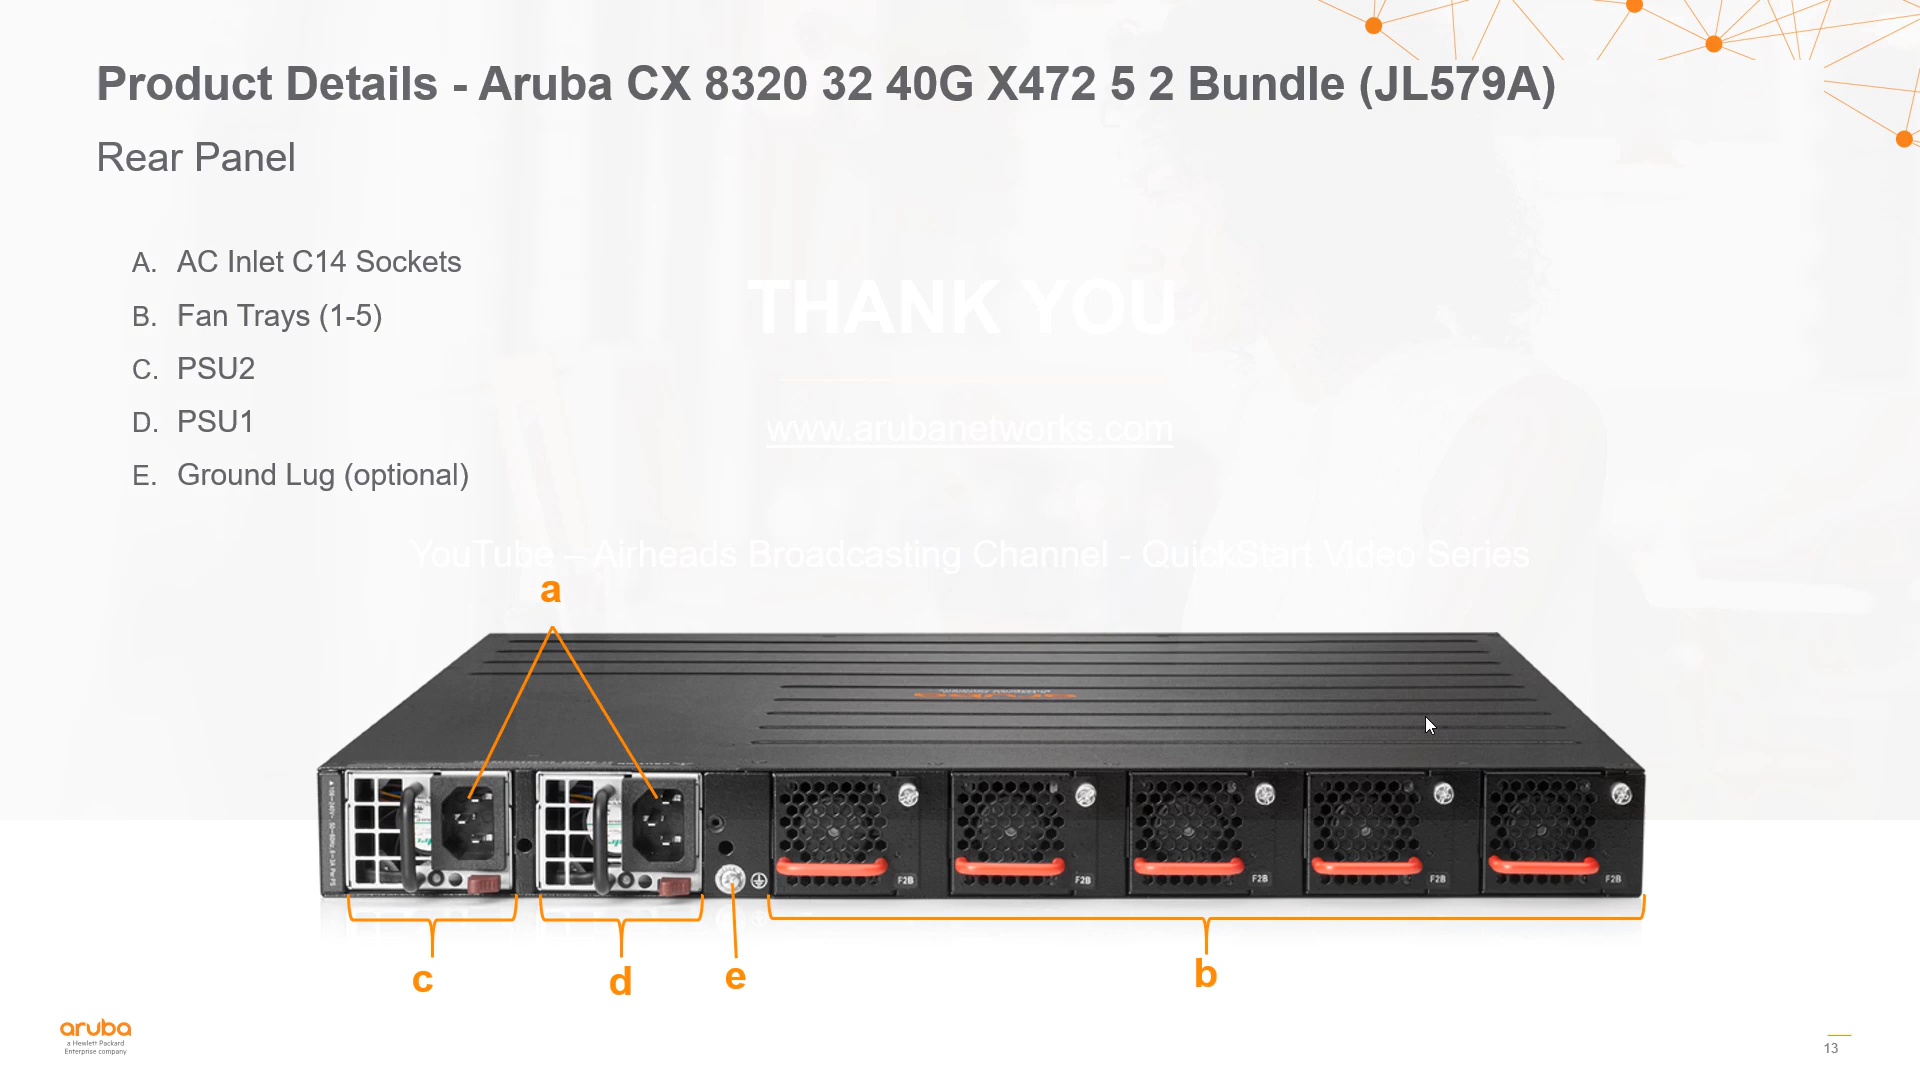 Product Details - Aruba CX 8320 32 40G X472 5 2 Bundle (JL579A)
Rear Panel
A. AC Inlet C14 Sockets
B. Fan Trays (1-5)
C. PSU2
D. PSU1
E. Ground Lug (optional)
THANK YOU
www.arubanetworks.com
YouTube – Airheads Broadcasting Channel - QuickStart Video Series
a
aruba
F2B F2B F2B F2B F2B
c d e b
aruba
a Hewlett Packard
Enterprise company
13